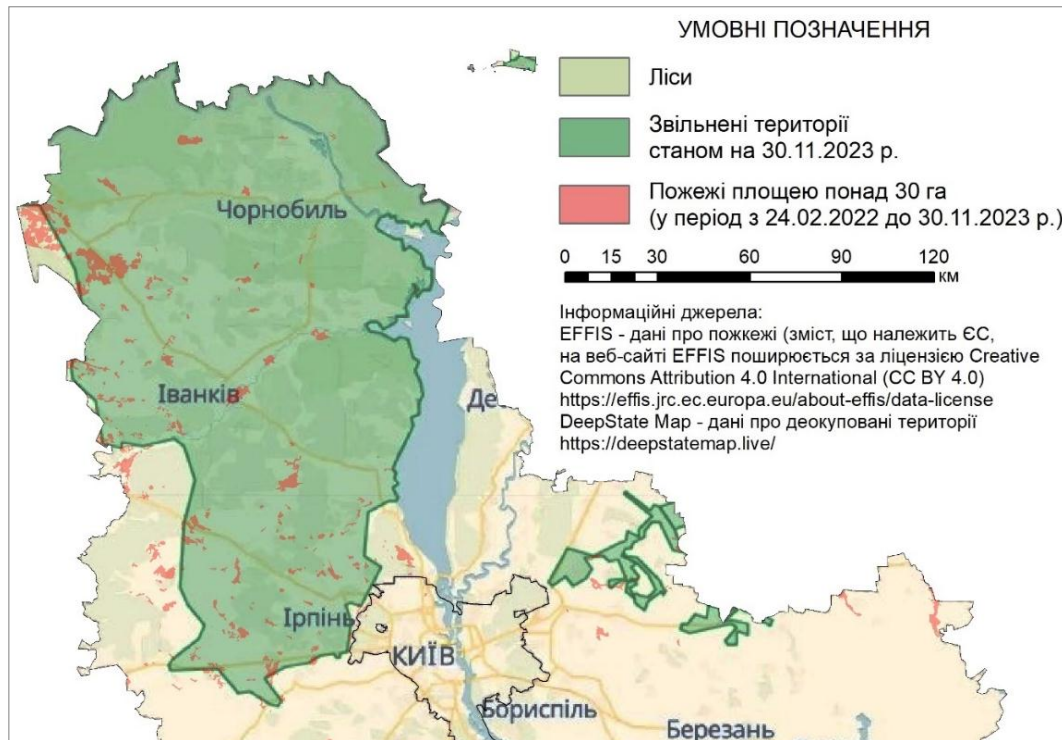 УМОВНІ ПОЗНАЧЕННЯ
Ліси
Звільнені території
станом на 30.11.2023 р.
Пожежі площею понад 30 га
(у період з 24.02.2022 до 30.11.2023 р.)
0 15 30 60 90 120
км
Інформаційні джерела:
EFFIS - дані про пожкежі (зміст, що належить ЄС,
на веб-сайті EFFIS поширюється за ліцензією Creative
Commons Attribution 4.0 International (CC BY 4.0)
https://effis.jrc.ec.europa.eu/about-effis/data-license
DeepState Map - дані про деокуповані території
https://deepstatemap.live/
Чорнобиль
Іванків
Де
Ірпінь
КИЇВ
Бориспіль
Березань